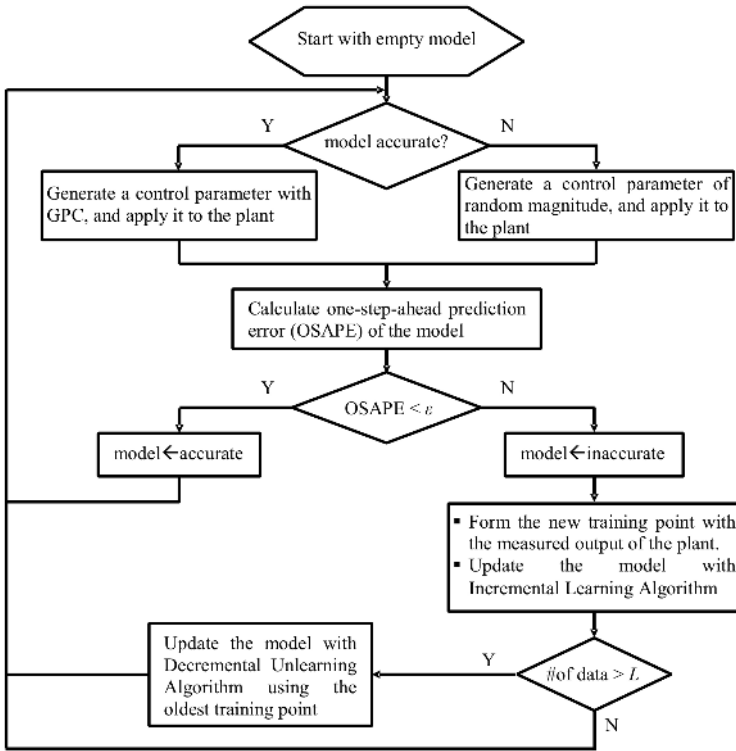 Start with empty model
Y
N
model accurate?
Generate a control parameter with
GPC, and apply it to the plant
Generate a control parameter of
random magnitude, and apply it to
the plant
Calculate one-step-ahead prediction
error (OSAPE) of the model
Y
N
OSAPE < ε
model←accurate
model←inaccurate
▪ Form the new training point with
the measured output of the plant.
▪ Update the model with
Incremental Learning Algorithm
Update the model with
Decremental Unlearning
Algorithm using the
oldest training point
Y
#of data > L
N